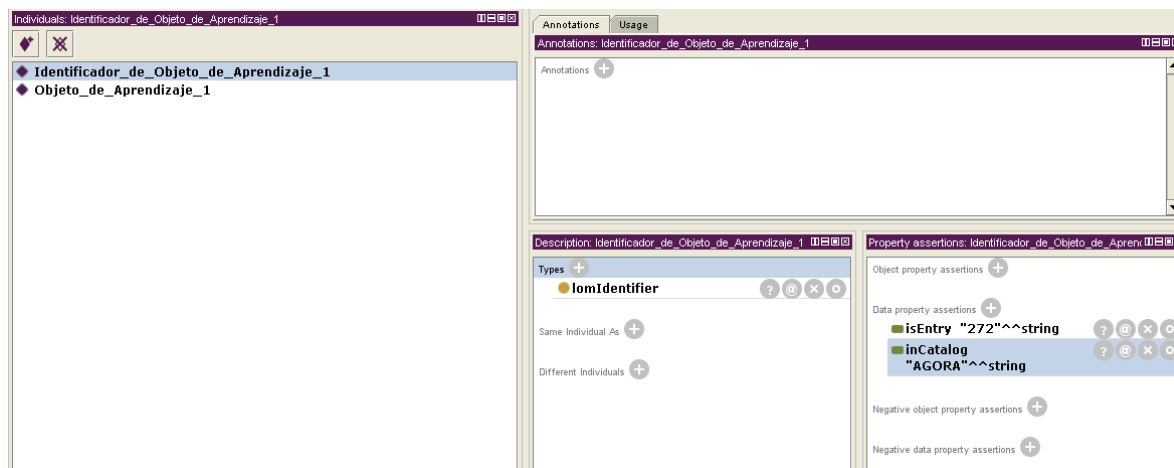 Individuals: Identificador_de_Objeto_de_Aprendizaje_1
Identificador_de_Objeto_de_Aprendizaje_1
Objeto_de_Aprendizaje_1
Annotations Usage
Annotations: Identificador_de_Objeto_de_Aprendizaje_1
Annotations
Description: Identificador_de_Objeto_de_Aprendizaje_1
Types
lomIdentifier
Same Individual As
Different Individuals
Property assertions: Identificador_de_Objeto_de_Apren
Object property assertions
Data property assertions
isEntry "272"^^string
inCatalog
"AGORA"^^string
Negative object property assertions
Negative data property assertions